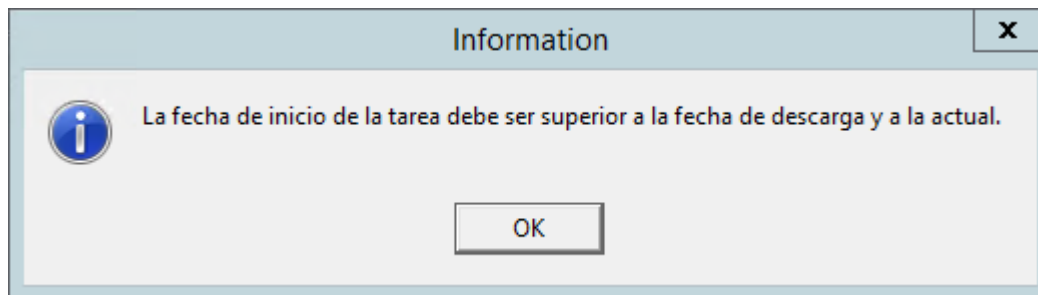 Information
x
La fecha de inicio de la tarea debe ser superior a la fecha de descarga y a la actual.
OK